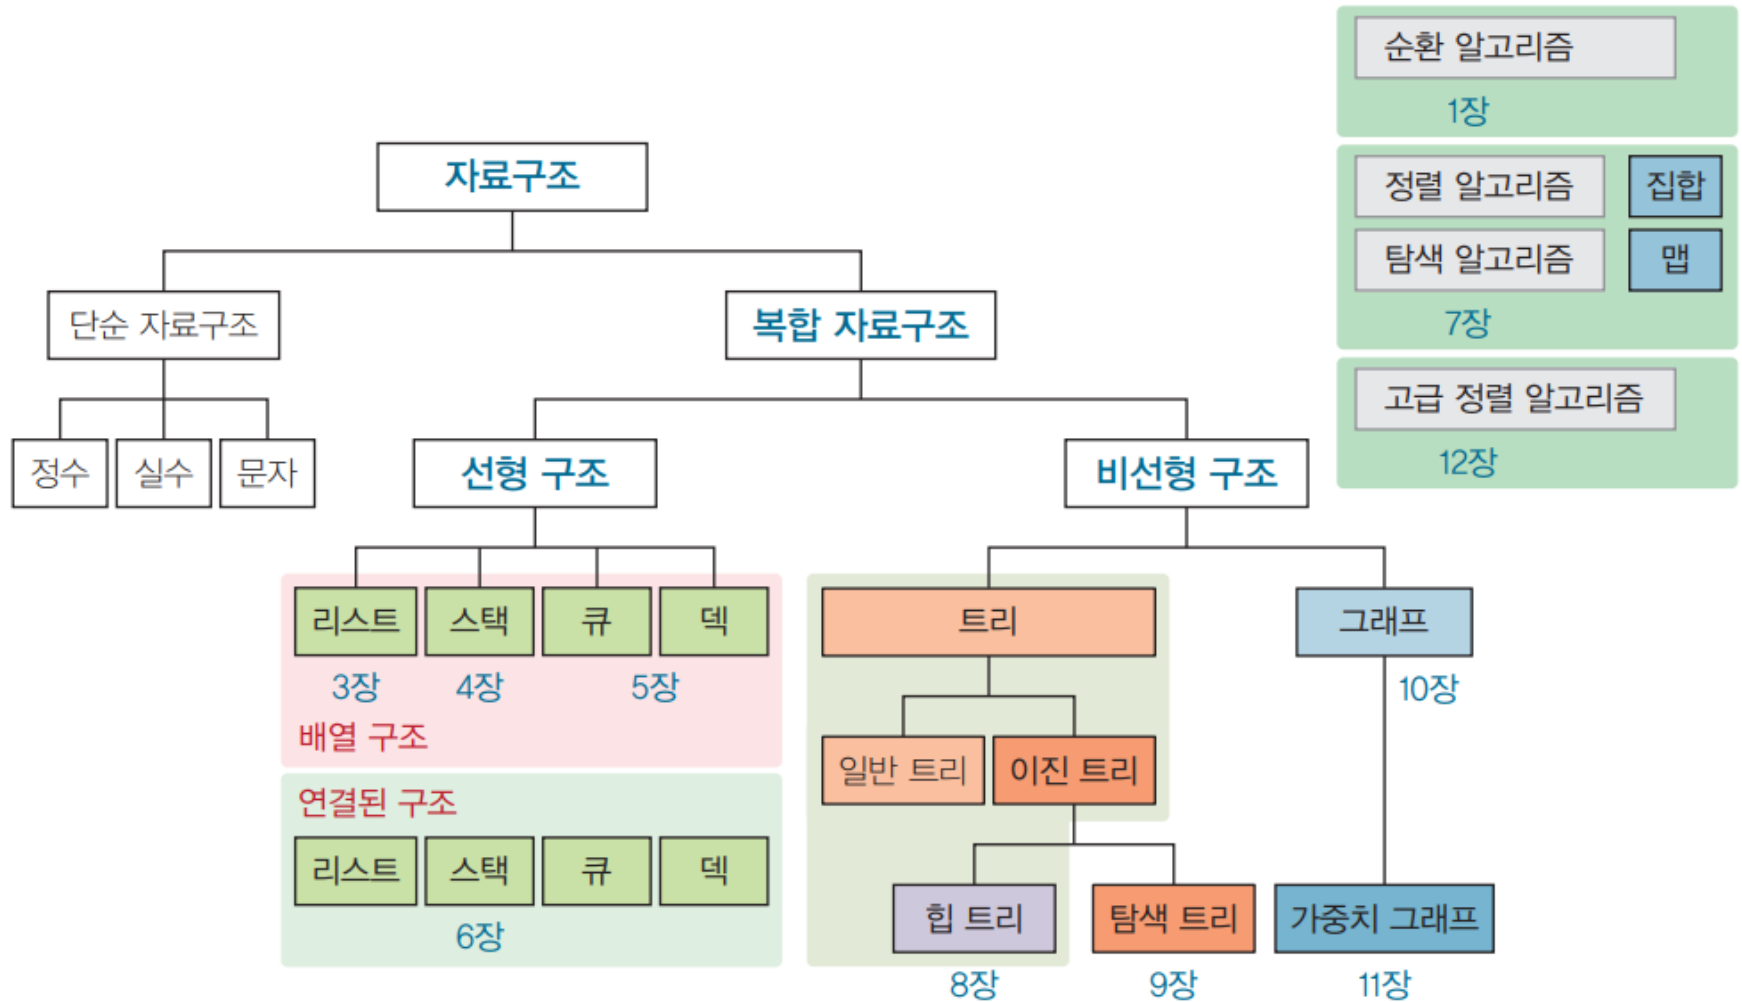 순환 알고리즘
1장
자료구조
정렬 알고리즘 집합
탐색 알고리즘 맵
7장
단순 자료구조 복합 자료구조
고급 정렬 알고리즘
12장
정수 실수 문자 선형 구조 비선형 구조
리스트 스택 큐 덱 트리 그래프
3장 4장 5장 10장
배열 구조
일반 트리 이진 트리
연결된 구조
리스트 스택 큐 덱
6장
힙 트리 탐색 트리 가중치 그래프
8장 9장 11장